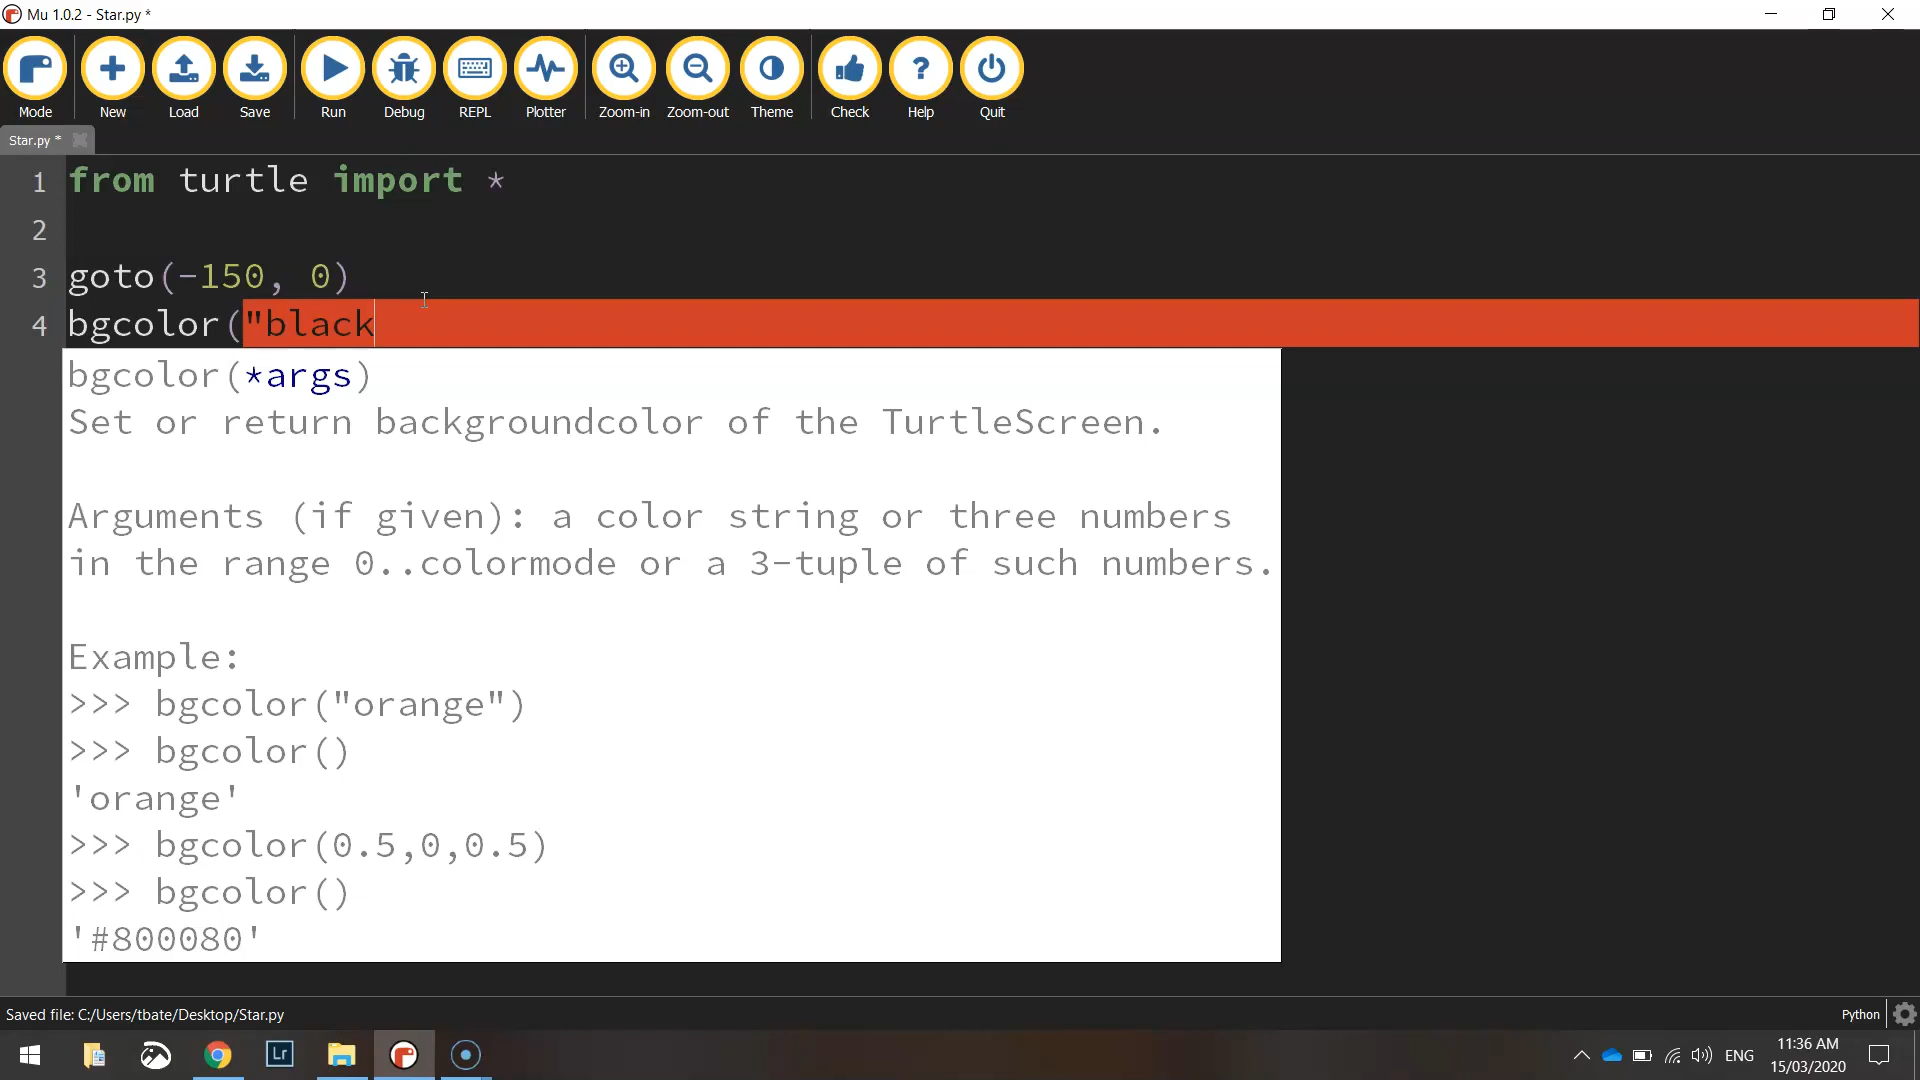 Mu 1.0.2 - Star.py *
Mode New Load Save Run Debug REPL Plotter Zoom-in Zoom-out Theme Check Help Quit
Star.py *
1 from turtle import *
2
3 goto(-150, 0)
4 bgcolor("black
bgcolor(*args)
Set or return backgroundcolor of the TurtleScreen.
Arguments (if given): a color string or three numbers
in the range 0..colormode or a 3-tuple of such numbers.
Example:
>>> bgcolor("orange")
>>> bgcolor()
'orange'
>>> bgcolor(0.5,0,0.5)
>>> bgcolor()
'#800080'
Saved file: C:/Users/tbate/Desktop/Star.py
Python
Lr
ENG
11:36 AM
15/03/2020